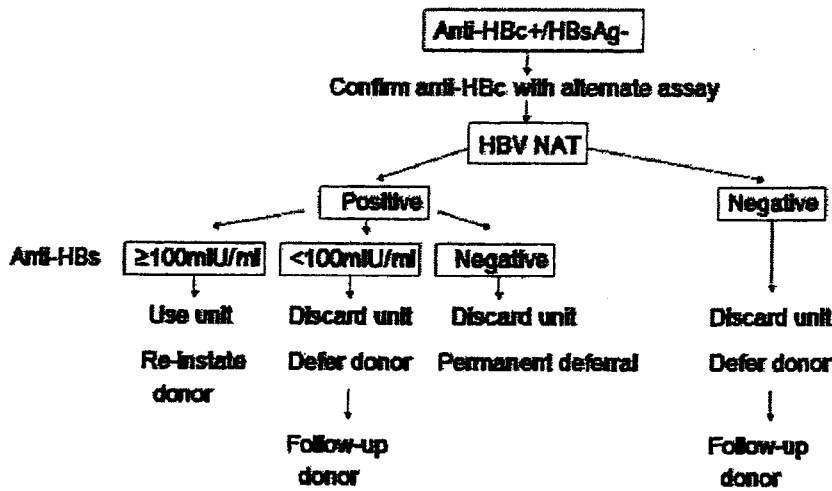 Anti-HBc+/HBsAg-
Confirm anti-HBc with alternate assay
HBV NAT
Positive
Negative
Anti-HBs
≥100mIU/ml
<100mIU/ml
Negative
Use unit
Discard unit
Discard unit
Discard unit
Re-instate
donor
Defer donor
Permanent deferral
Defer donor
Follow-up
donor
Follow-up
donor